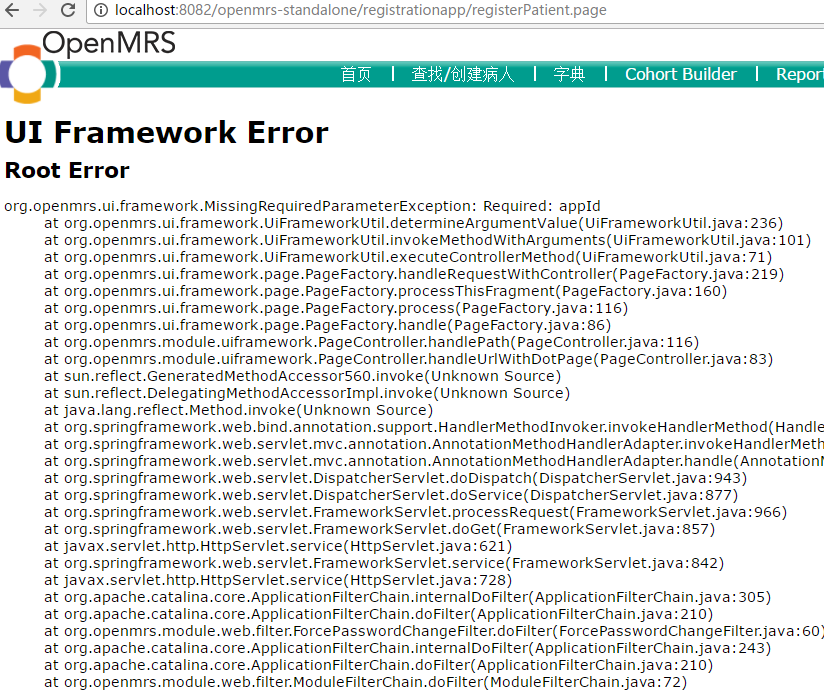 localhost:8082/openmrs-standalone/registrationapp/registerPatient.page
OpenMRS
首页 | 查找/创建病人 | 字典 | Cohort Builder | Report
UI Framework Error
Root Error
org.openmrs.ui.framework.MissingRequiredParameterException: Required: appId
at org.openmrs.ui.framework.UiFrameworkUtil.determineArgumentValue(UiFrameworkUtil.java:236)
at org.openmrs.ui.framework.UiFrameworkUtil.invokeMethodWithArguments(UiFrameworkUtil.java:101)
at org.openmrs.ui.framework.UiFrameworkUtil.executeControllerMethod(UiFrameworkUtil.java:71)
at org.openmrs.ui.framework.page.PageFactory.handleRequestWithController(PageFactory.java:219)
at org.openmrs.ui.framework.page.PageFactory.processThisFragment(PageFactory.java:160)
at org.openmrs.ui.framework.page.PageFactory.process(PageFactory.java:116)
at org.openmrs.ui.framework.page.PageFactory.handle(PageFactory.java:86)
at org.openmrs.module.uiframework.PageController.handlePath(PageController.java:116)
at org.openmrs.module.uiframework.PageController.handleUrlWithDotPage(PageController.java:83)
at sun.reflect.GeneratedMethodAccessor560.invoke(Unknown Source)
at sun.reflect.DelegatingMethodAccessorImpl.invoke(Unknown Source)
at java.lang.reflect.Method.invoke(Unknown Source)
at org.springframework.web.bind.annotation.support.HandlerMethodInvoker.invokeHandlerMethod(Handle
at org.springframework.web.servlet.mvc.annotation.AnnotationMethodHandlerAdapter.invokeHandlerMeth
at org.springframework.web.servlet.mvc.annotation.AnnotationMethodHandlerAdapter.handle(AnnotationM
at org.springframework.web.servlet.DispatcherServlet.doDispatch(DispatcherServlet.java:943)
at org.springframework.web.servlet.DispatcherServlet.doService(DispatcherServlet.java:877)
at org.springframework.web.servlet.FrameworkServlet.processRequest(FrameworkServlet.java:966)
at org.springframework.web.servlet.FrameworkServlet.doGet(FrameworkServlet.java:857)
at javax.servlet.http.HttpServlet.service(HttpServlet.java:621)
at org.springframework.web.servlet.FrameworkServlet.service(FrameworkServlet.java:842)
at javax.servlet.http.HttpServlet.service(HttpServlet.java:728)
at org.apache.catalina.core.ApplicationFilterChain.internalDoFilter(ApplicationFilterChain.java:305)
at org.apache.catalina.core.ApplicationFilterChain.doFilter(ApplicationFilterChain.java:210)
at org.openmrs.module.web.filter.ForcePasswordChangeFilter.doFilter(ForcePasswordChangeFilter.java:60)
at org.apache.catalina.core.ApplicationFilterChain.internalDoFilter(ApplicationFilterChain.java:243)
at org.apache.catalina.core.ApplicationFilterChain.doFilter(ApplicationFilterChain.java:210)
at org.openmrs.module.web.filter.ModuleFilterChain.doFilter(ModuleFilterChain.java:72)